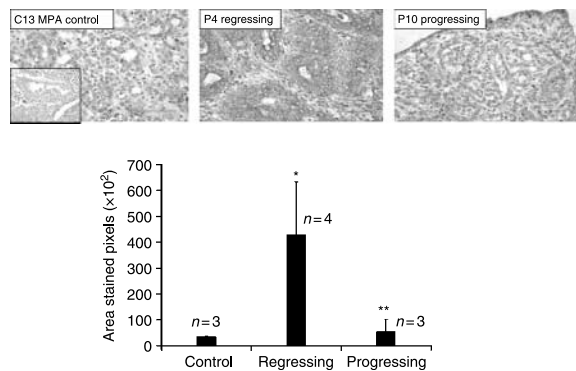 C13 MPA control
P4 regressing
P10 progressing
Area stained pixels (×10²)
700
600
500
400
300
200
100
0
*
n=4
n=3
**
n=3
Control
Regressing
Progressing